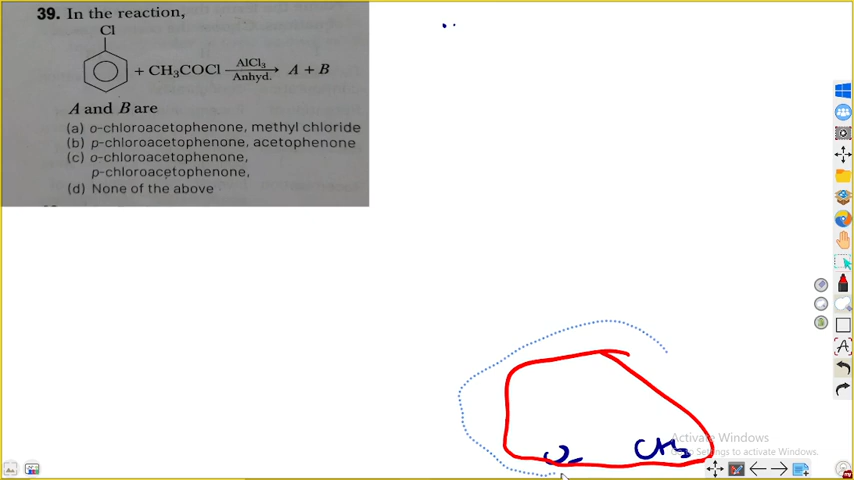 39. In the reaction,
Cl
+ CH₃COCl AlCl₃ Anhyd. A + B
A and B are
(a) o-chloroacetophenone, methyl chloride
(b) p-chloroacetophenone, acetophenone
(c) o-chloroacetophenone,
p-chloroacetophenone,
(d) None of the above
CH₃
Activate Windows
Go to Settings to activate Windows.